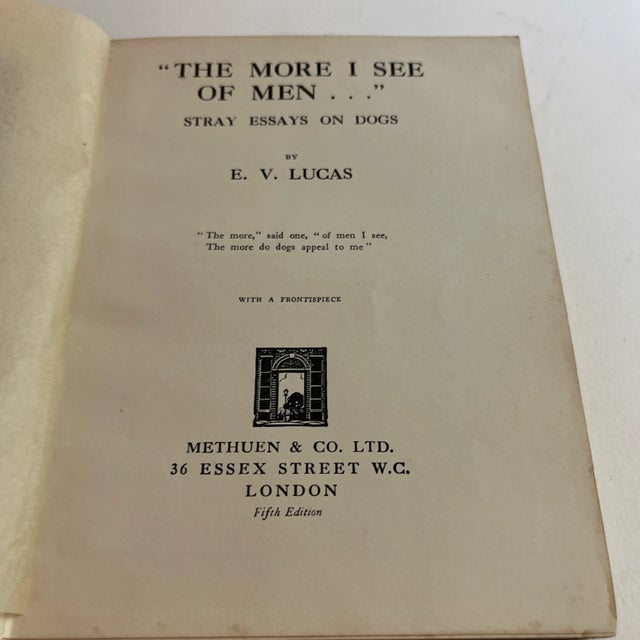 "THE MORE I SEE
OF MEN . . ."
STRAY ESSAYS ON DOGS
BY
E. V. LUCAS
"The more," said one, "of men I see,
The more do dogs appeal to me"
WITH A FRONTISPIECE
METHUEN & CO. LTD.
36 ESSEX STREET W.C.
LONDON
Fifth Edition